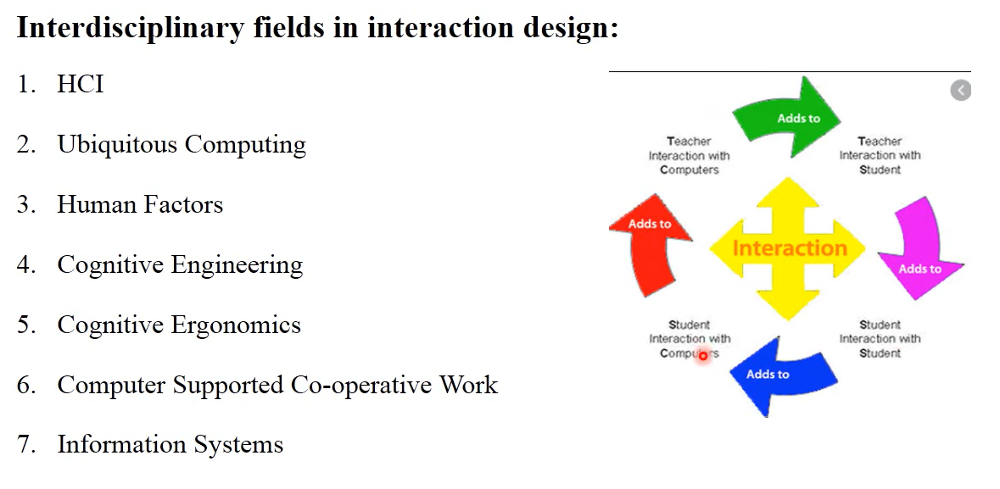 Interdisciplinary fields in interaction design:
1. HCI
2. Ubiquitous Computing
3. Human Factors
4. Cognitive Engineering
5. Cognitive Ergonomics
6. Computer Supported Co-operative Work
7. Information Systems
Adds to
Teacher
Interaction with
Computers
Teacher
Interaction with
Student
Adds to
Interaction
Adds to
Student
Interaction with
Computers
Student
Interaction with
Student
Adds to